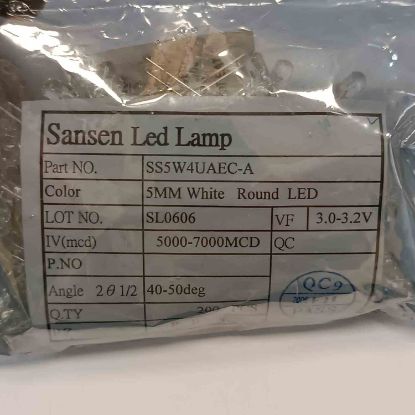 Sansen Led Lamp
Part NO. SS5W4UAEC-A
Color 5MM White Round LED
LOT NO. SL0606 VF 3.0-3.2V
IV(mcd) 5000-7000MCD QC
P.NO
Angle 2θ1/2 40-50deg
QC9
Q.TY
PASS